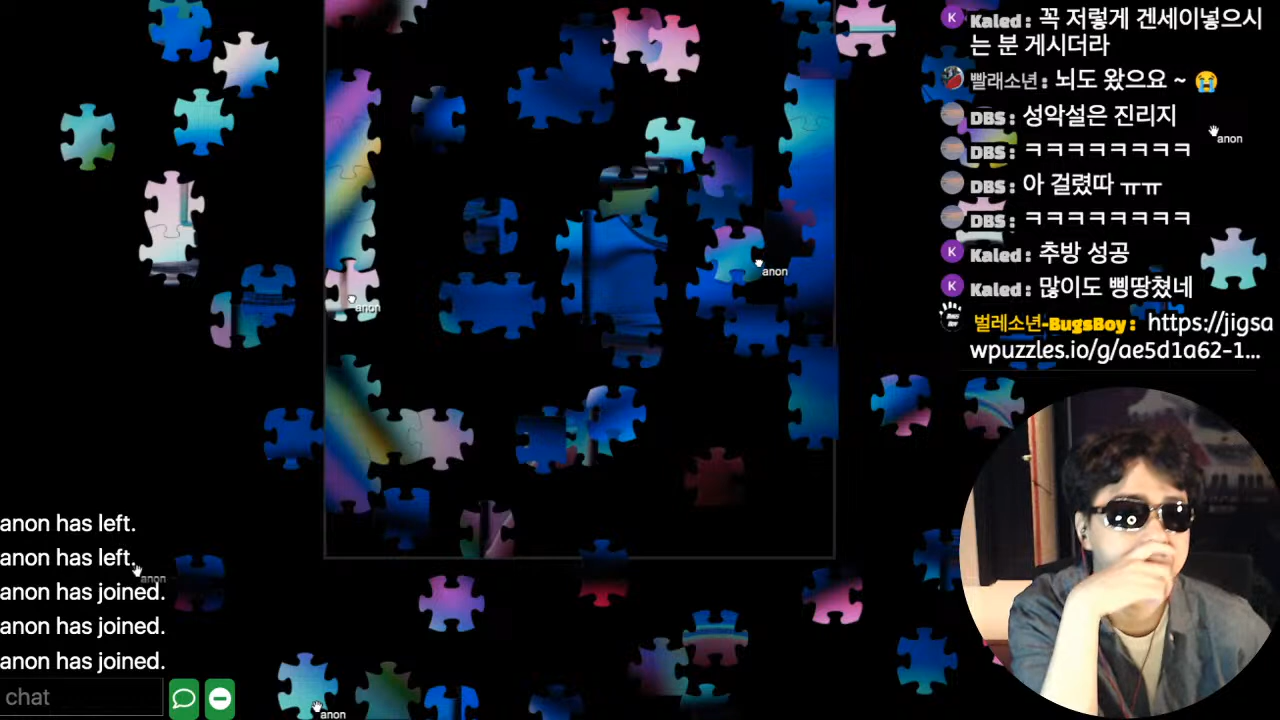 K Kaled : 꼭 저렇게 겐세이넣으시
는 분 게시더라
빨래소년 : 뇌도 왔으요 ~ 😭
DBS : 성악설은 진리지
anon
DBS : ㅋㅋㅋㅋㅋㅋㅋㅋ
DBS : 아 걸렸따 ㅠㅠ
DBS : ㅋㅋㅋㅋㅋㅋㅋㅋ
K Kaled : 추방 성공
anon
K Kaled : 많이도 삥땅쳤네
anon
벌레소년-BugsBoy : https://jigsa
wpuzzles.io/g/ae5d1a62-1...
anon has left.
anon has left.
anon
anon has joined.
anon has joined.
anon has joined.
chat
anon